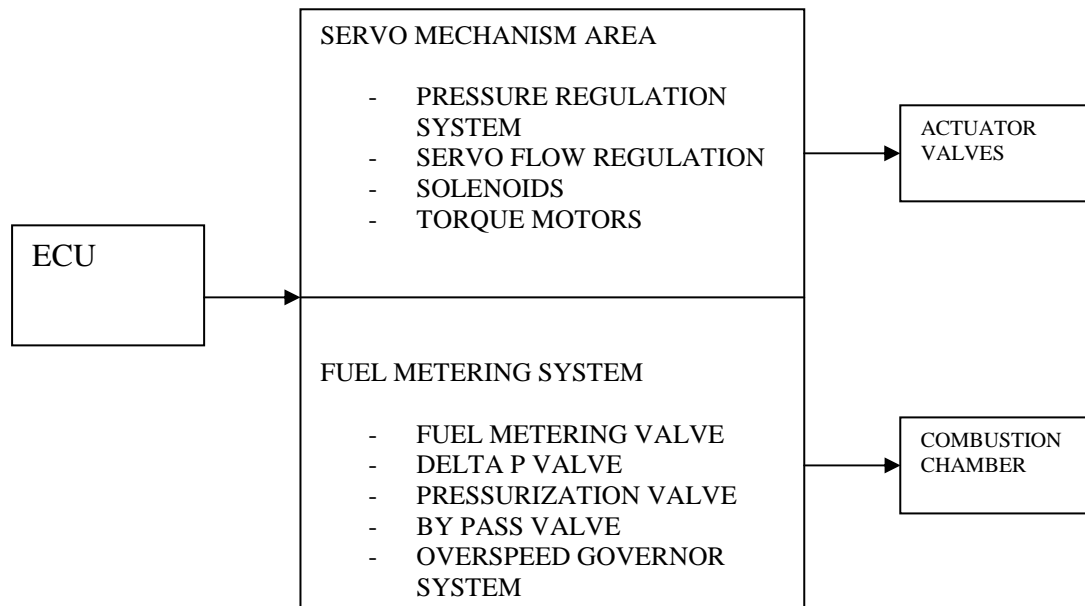 ECU
SERVO MECHANISM AREA
- PRESSURE REGULATION
SYSTEM
- SERVO FLOW REGULATION
- SOLENOIDS
- TORQUE MOTORS
FUEL METERING SYSTEM
- FUEL METERING VALVE
- DELTA P VALVE
- PRESSURIZATION VALVE
- BY PASS VALVE
- OVERSPEED GOVERNOR
SYSTEM
ACTUATOR
VALVES
COMBUSTION
CHAMBER